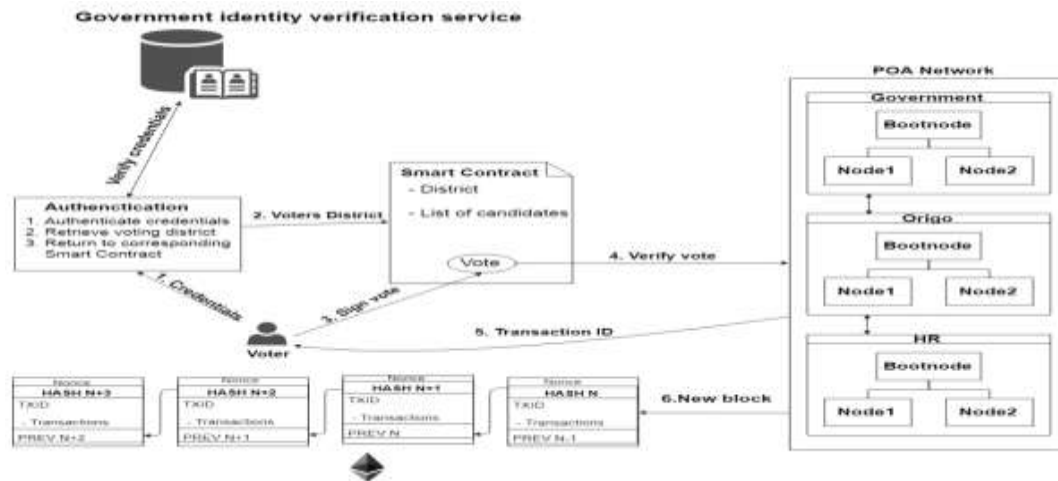 Government identity verification service
Verify credentials
Authenctication
1. Authenticate credentials
2. Retrieve voting district
3. Return to corresponding
Smart Contract
2. Voters District
Smart Contract
- District
- List of candidates
Vote
1. Credentials
3. Sign vote
Voter
4. Verify vote
5. Transaction ID
POA Network
Government
Bootnode
Node1
Node2
Origo
Bootnode
Node1
Node2
HR
Bootnode
Node1
Node2
6.New block
Nonce
HASH N+3
TXID
- Transactions
PREV N+2
Nonce
HASH N+2
TXID
- Transactions
PREV N+1
Nonce
HASH N+1
TXID
- Transactions
PREV N
Nonce
HASH N
TXID
- Transactions
PREV N-1